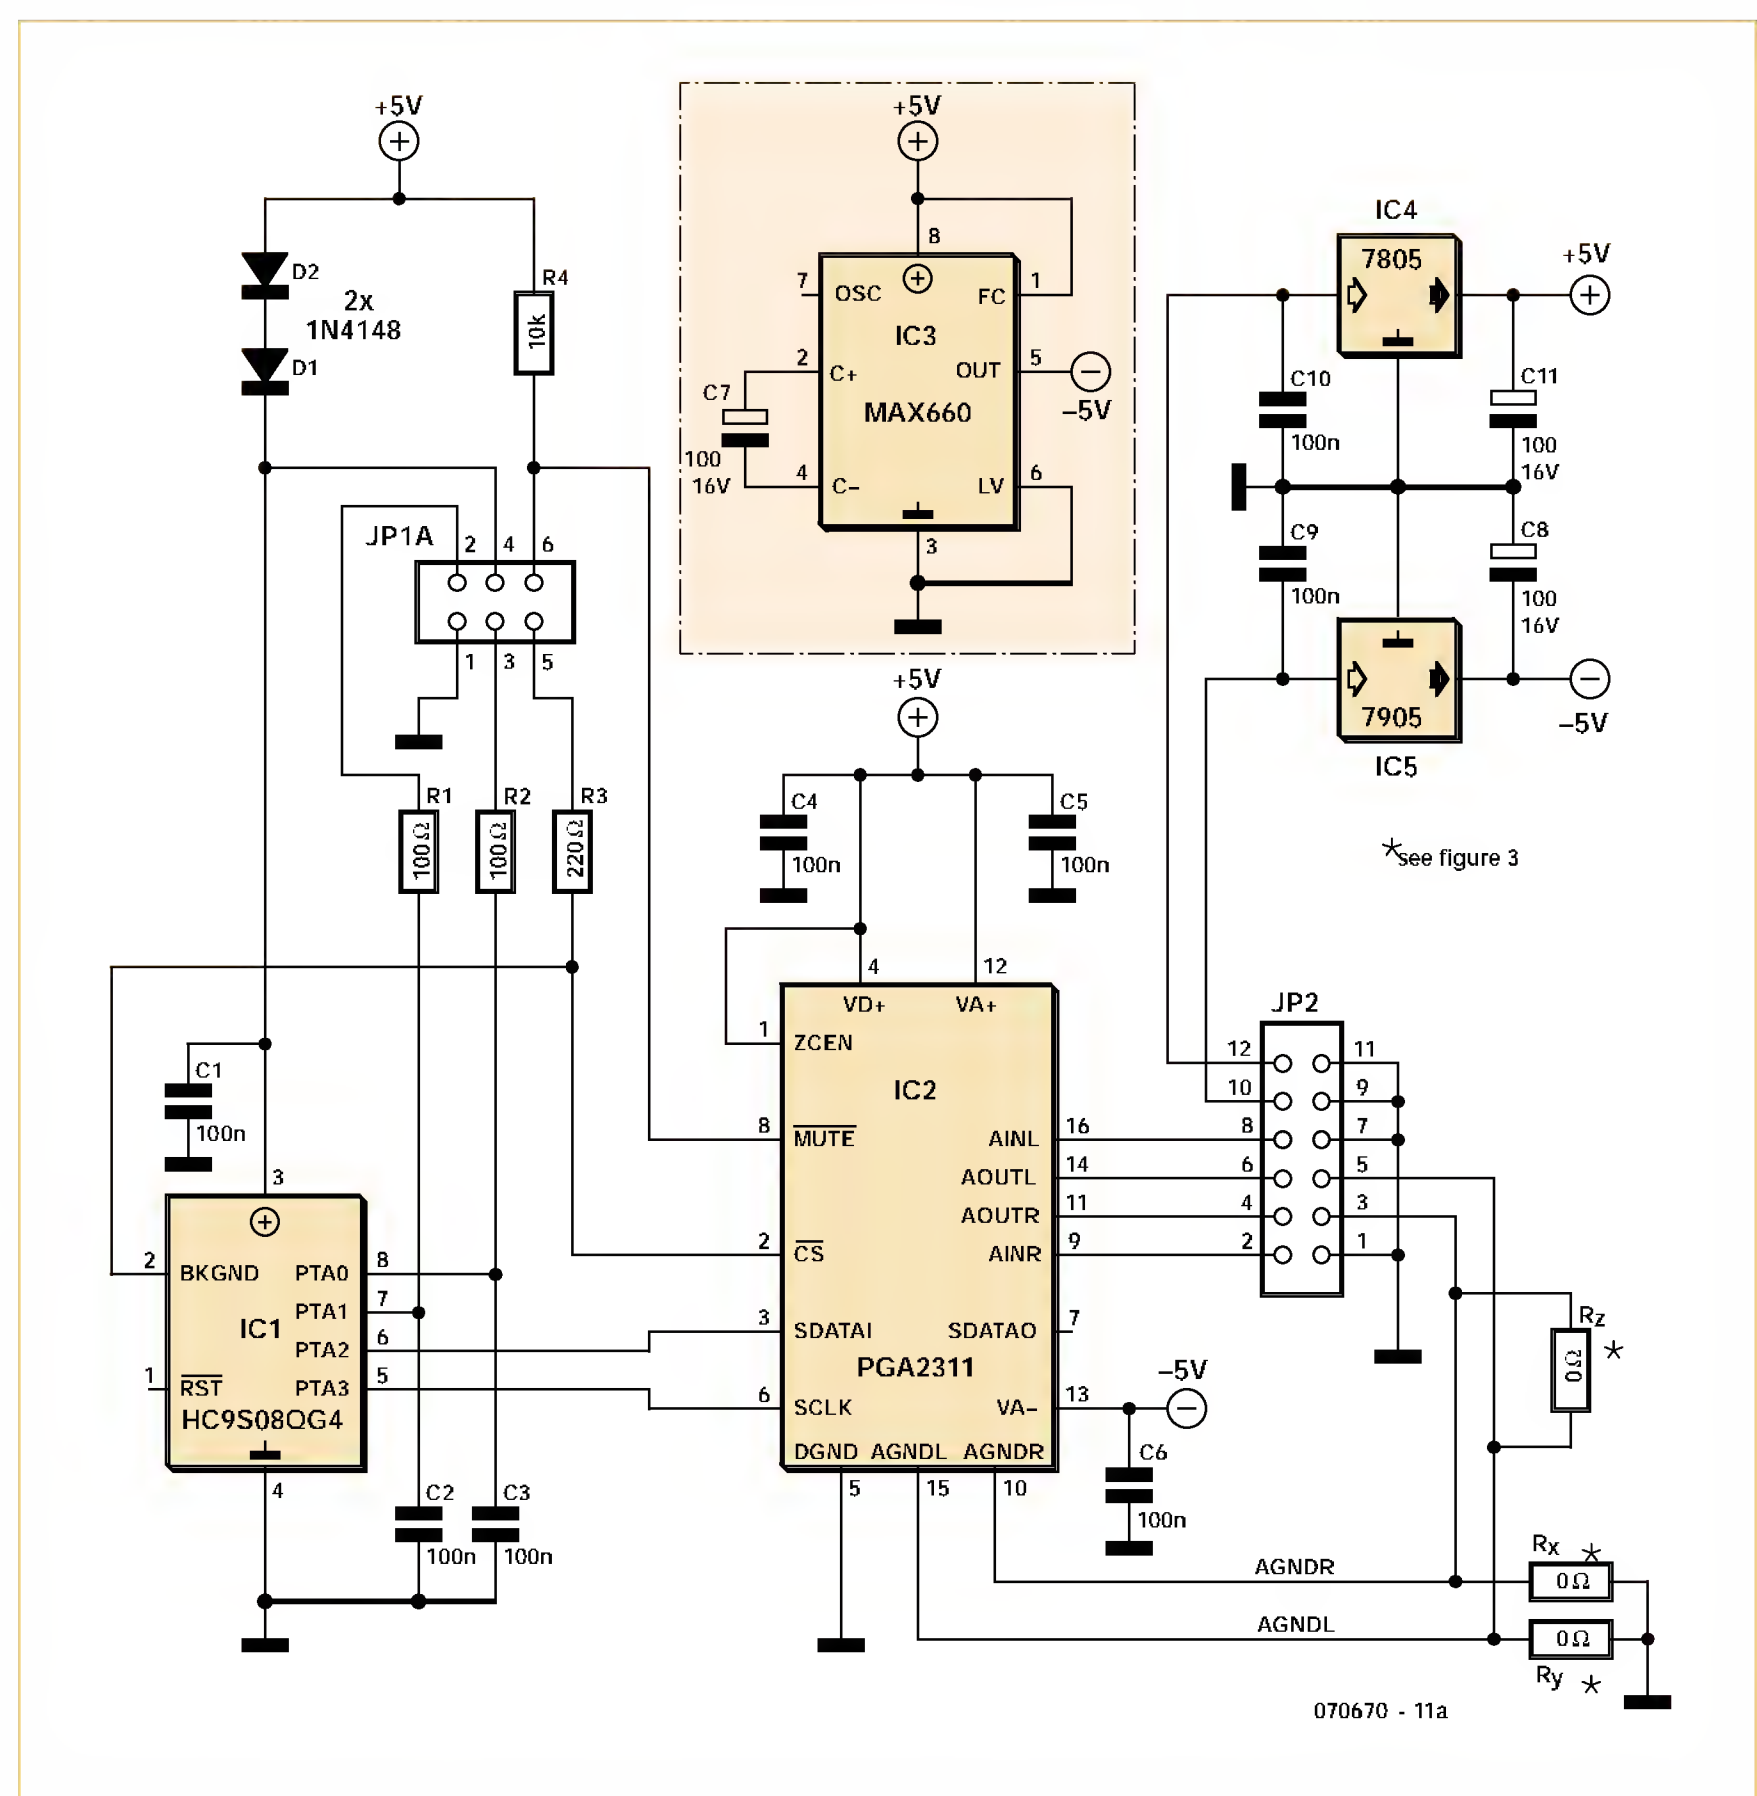 +5V
D2
2x
1N4148
D1
R4
10k
JP1A
2 4 6
1 3 5
R1
100Ω
R2
100Ω
R3
220Ω
C1
100n
3
2 BKGND
PTA0 8
PTA1 7
IC1
PTA2 6
1 RST
PTA3 5
HC9S08QG4
4
C2
100n
C3
100n
+5V
8
7 OSC
FC 1
IC3
2 C+
OUT 5
MAX660
–5V
C7
100
16V
4 C–
LV 6
3
+5V
C4
100n
C5
100n
4
12
VD+
VA+
1 ZCEN
IC2
8 MUTE
AINL 16
AOUTL 14
AOUTR 11
2 CS
AINR 9
3 SDATAI
SDATAO 7
PGA2311
6 SCLK
VA– 13
DGND AGNDL AGNDR
5 15 10
–5V
C6
100n
IC4
7805
+5V
C10
100n
C11
100
16V
C9
100n
C8
100
16V
7905
IC5
–5V
*see figure 3
JP2
12 11
10 9
8 7
6 5
4 3
2 1
Rz
0Ω *
AGNDR
Rx *
0Ω
AGNDL
0Ω
Ry *
070670 - 11a